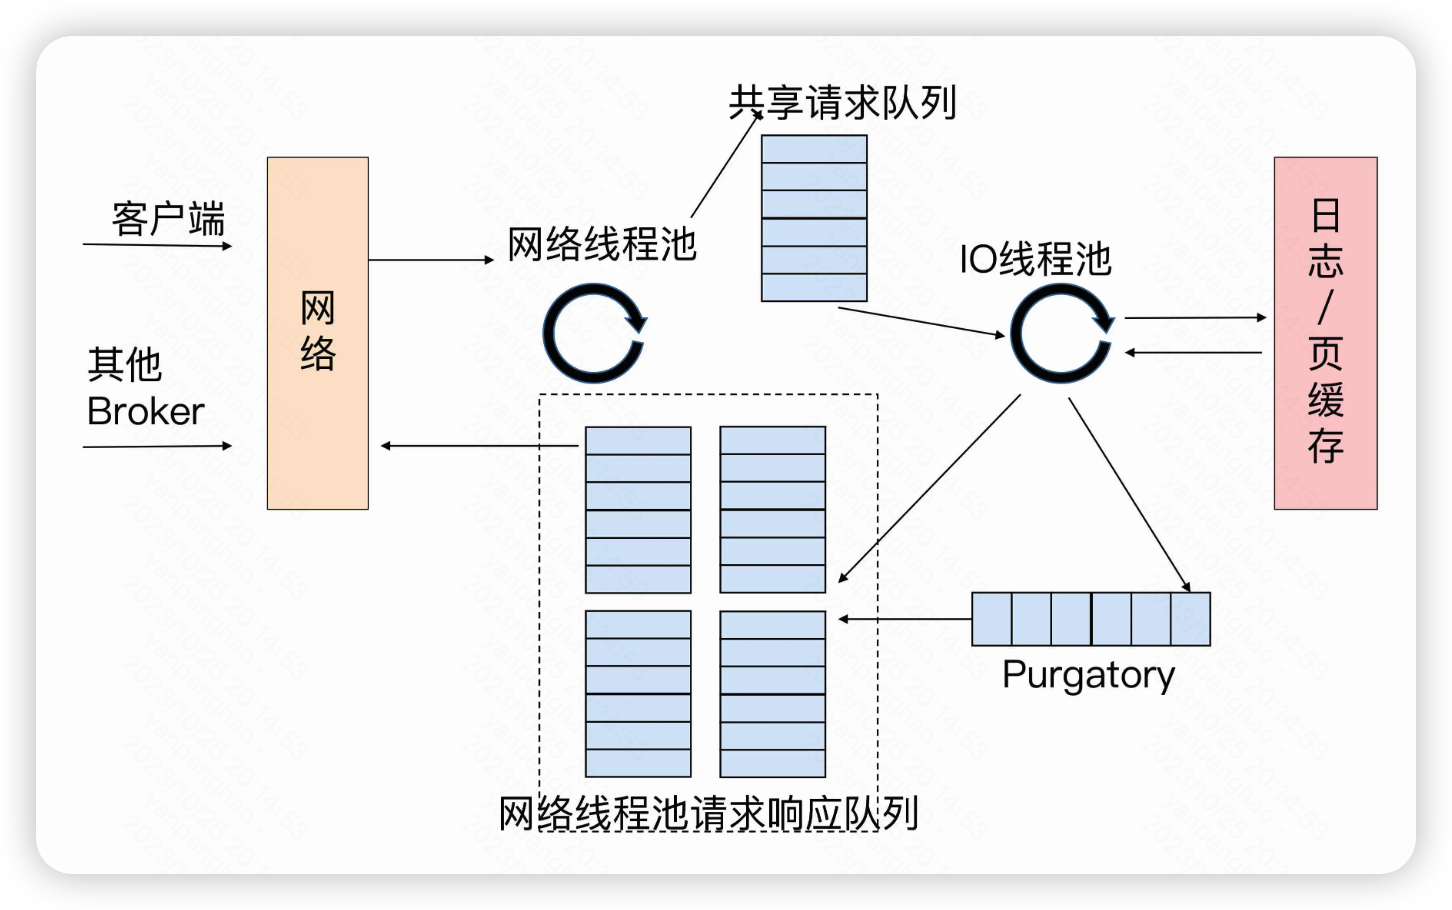 共享请求队列
客户端
网络线程池
IO线程池
网络
日志/页缓存
其他
Broker
Purgatory
网络线程池请求响应队列